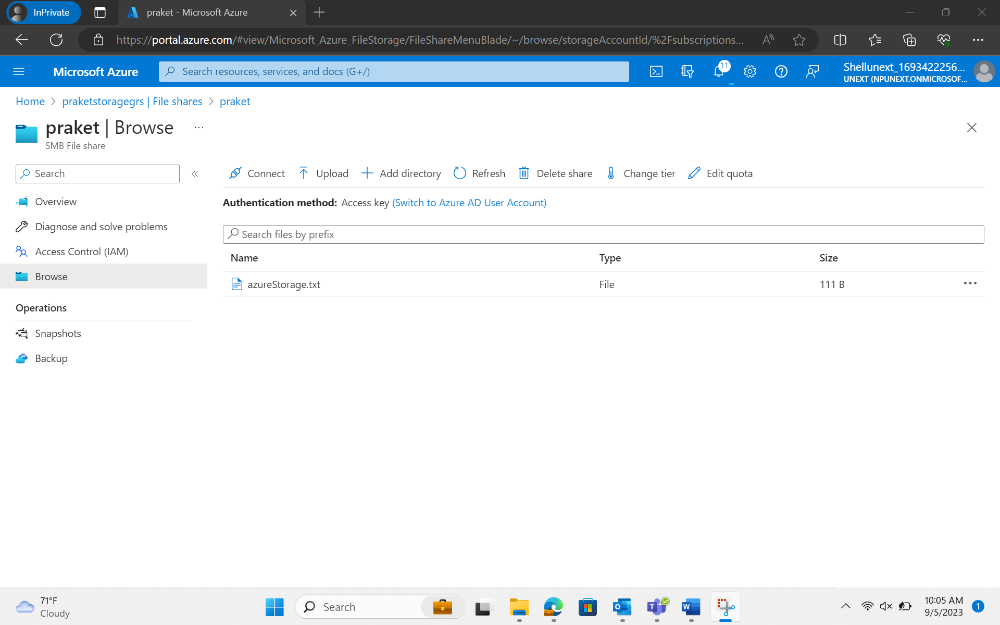 InPrivate
praket - Microsoft Azure
https://portal.azure.com/#view/Microsoft_Azure_FileStorage/FileShareMenuBlade/~/browse/storageAccountId/%2Fsubscriptions...
Microsoft Azure
Search resources, services, and docs (G+/)
11
Shellunext_1693422256...
UNEXT (NPUNEXT.ONMICROSOF...
Home > praketstoragegrs | File shares > praket
praket | Browse ...
SMB File share
Search
«
Connect
Upload
Add directory
Refresh
Delete share
Change tier
Edit quota
Overview
Diagnose and solve problems
Access Control (IAM)
Browse
Operations
Snapshots
Backup
Authentication method: Access key (Switch to Azure AD User Account)
Search files by prefix
Name Type Size
azureStorage.txt File 111 B
71°F
Cloudy
Search
10:05 AM
9/5/2023
1